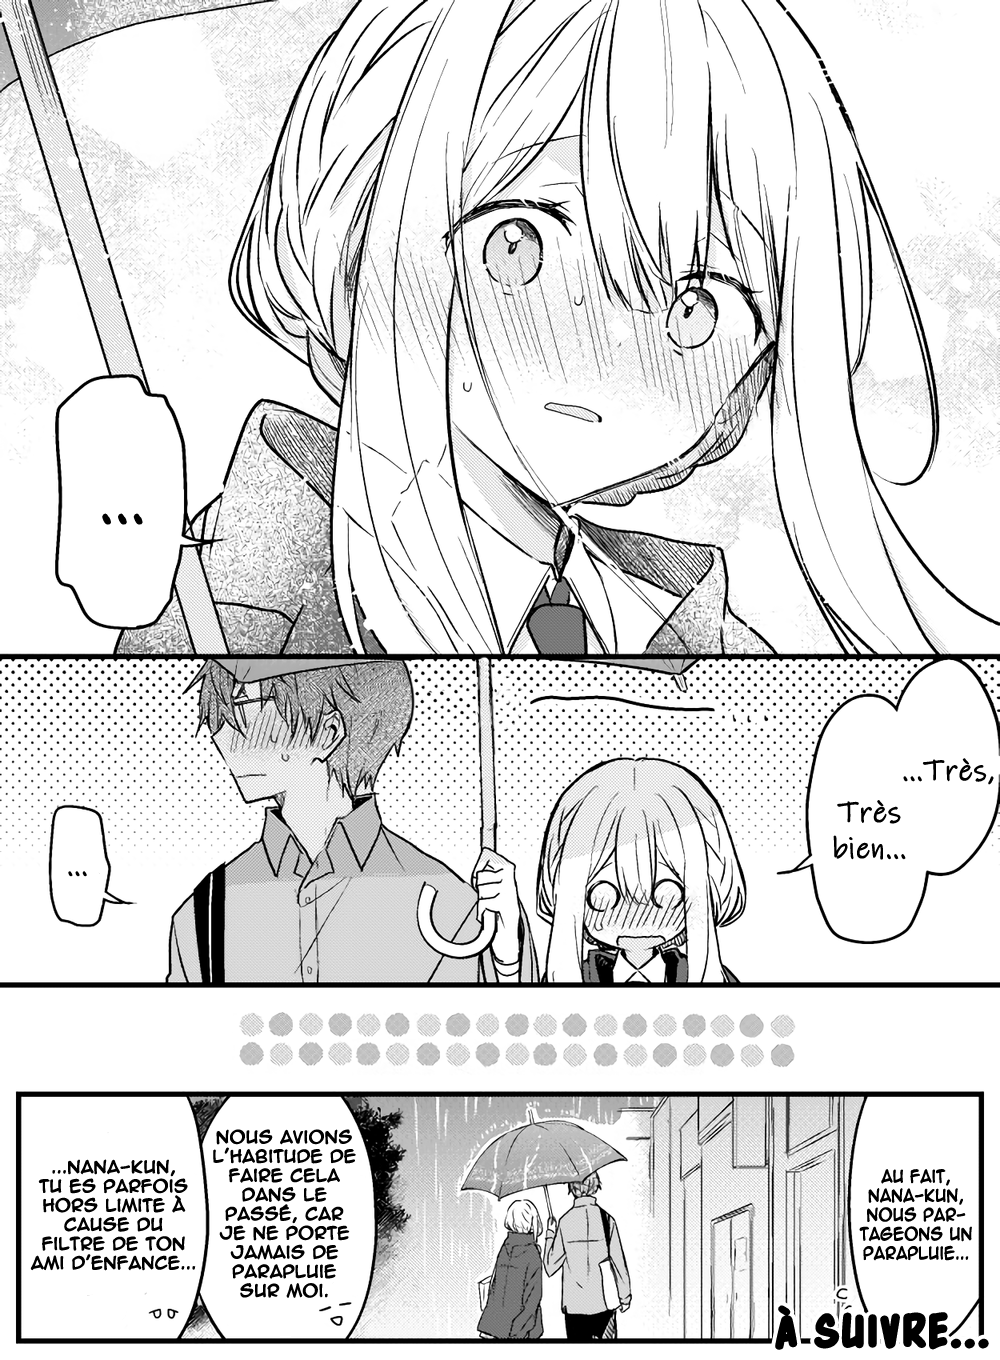 ...
...Très,
Très
bien...
...
AU FAIT,
NANA-KUN,
NOUS PAR-
TAGEONS UN
PARAPLUIE...
NOUS AVIONS
L'HABITUDE DE
FAIRE CELA
DANS LE
PASSÉ, CAR
JE NE PORTE
JAMAIS DE
PARAPLUIE
SUR MOI.
...NANA-KUN,
TU ES PARFOIS
HORS LIMITE À
CAUSE DU
FILTRE DE TON
AMI D'ENFANCE...
À SUIVRE...